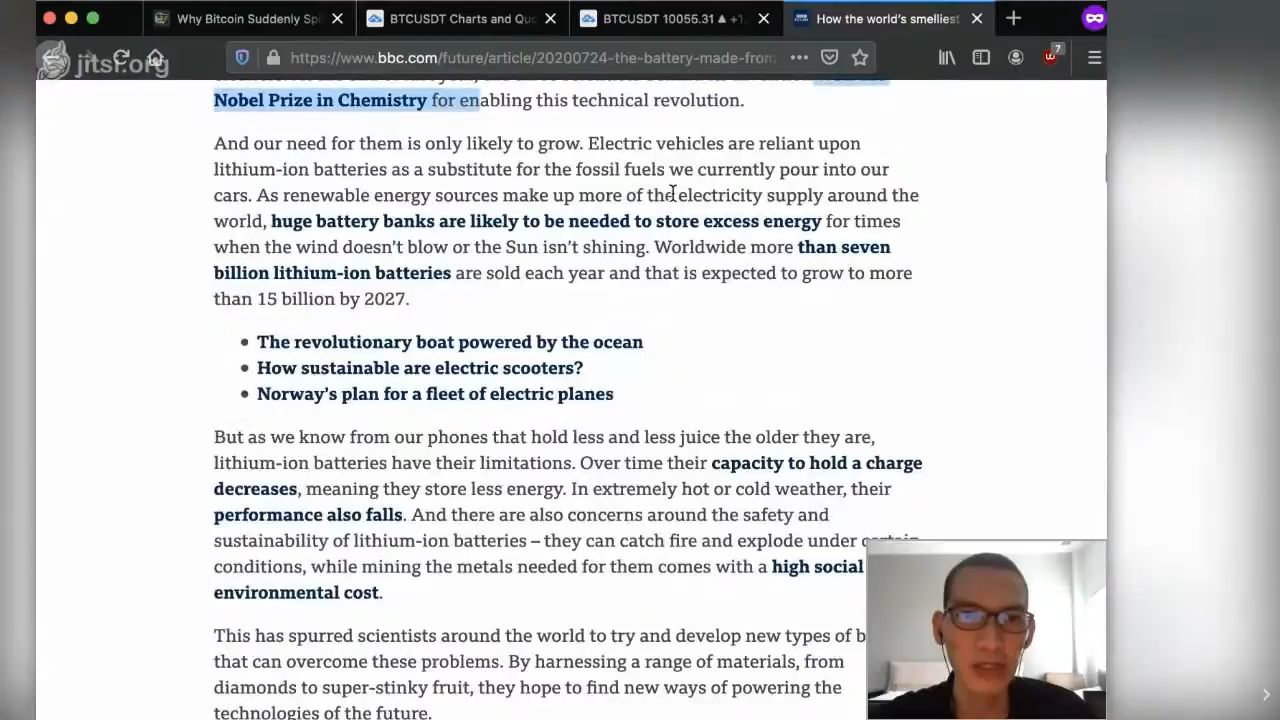 Why Bitcoin Suddenly Spi
BTCUSDT Charts and Quo
BTCUSDT 10055.31 ▲ +1.
How the world's smelliest
jitsi.org
https://www.bbc.com/future/article/20200724-the-battery-made-from
7
Nobel Prize in Chemistry for enabling this technical revolution.
And our need for them is only likely to grow. Electric vehicles are reliant upon
lithium-ion batteries as a substitute for the fossil fuels we currently pour into our
cars. As renewable energy sources make up more of the electricity supply around the
world, huge battery banks are likely to be needed to store excess energy for times
when the wind doesn't blow or the Sun isn't shining. Worldwide more than seven
billion lithium-ion batteries are sold each year and that is expected to grow to more
than 15 billion by 2027.
The revolutionary boat powered by the ocean
How sustainable are electric scooters?
Norway's plan for a fleet of electric planes
But as we know from our phones that hold less and less juice the older they are,
lithium-ion batteries have their limitations. Over time their capacity to hold a charge
decreases, meaning they store less energy. In extremely hot or cold weather, their
performance also falls. And there are also concerns around the safety and
sustainability of lithium-ion batteries – they can catch fire and explode under certain
conditions, while mining the metals needed for them comes with a high social
environmental cost.
This has spurred scientists around the world to try and develop new types of b
that can overcome these problems. By harnessing a range of materials, from
diamonds to super-stinky fruit, they hope to find new ways of powering the
technologies of the future.